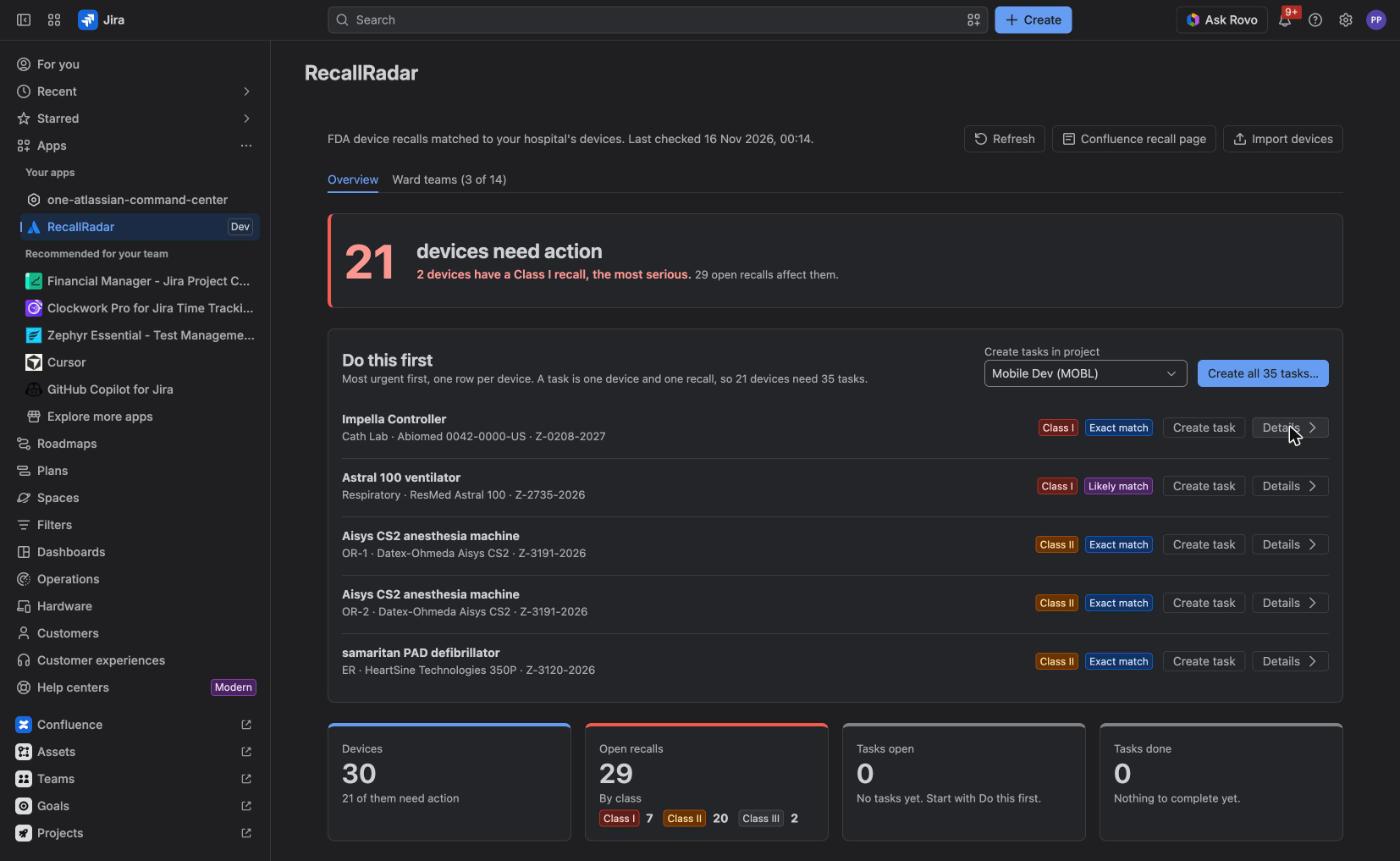 Jira
Search
Create
Ask Rovo
9+
PP
For you
Recent
Starred
Apps
Your apps
one-atlassian-command-center
RecallRadar
Dev
Recommended for your team
Financial Manager - Jira Project C...
Clockwork Pro for Jira Time Tracki...
Zephyr Essential - Test Manageme...
Cursor
GitHub Copilot for Jira
Explore more apps
Roadmaps
Plans
Spaces
Filters
Dashboards
Operations
Hardware
Customers
Customer experiences
Help centers
Modern
Confluence
Assets
Teams
Goals
Projects
RecallRadar
FDA device recalls matched to your hospital's devices. Last checked 16 Nov 2026, 00:14.
Refresh
Confluence recall page
Import devices
Overview
Ward teams (3 of 14)
21
devices need action
2 devices have a Class I recall, the most serious. 29 open recalls affect them.
Do this first
Most urgent first, one row per device. A task is one device and one recall, so 21 devices need 35 tasks.
Create tasks in project
Mobile Dev (MOBL)
Create all 35 tasks...
Impella Controller
Cath Lab · Abiomed 0042-0000-US · Z-0208-2027
Class I
Exact match
Create task
Details
Astral 100 ventilator
Respiratory · ResMed Astral 100 · Z-2735-2026
Class I
Likely match
Create task
Details
Aisys CS2 anesthesia machine
OR-1 · Datex-Ohmeda Aisys CS2 · Z-3191-2026
Class II
Exact match
Create task
Details
Aisys CS2 anesthesia machine
OR-2 · Datex-Ohmeda Aisys CS2 · Z-3191-2026
Class II
Exact match
Create task
Details
samaritan PAD defibrillator
ER · HeartSine Technologies 350P · Z-3120-2026
Class II
Exact match
Create task
Details
Devices
30
21 of them need action
Open recalls
29
By class
Class I 7 Class II 20 Class III 2
Tasks open
0
No tasks yet. Start with Do this first.
Tasks done
0
Nothing to complete yet.